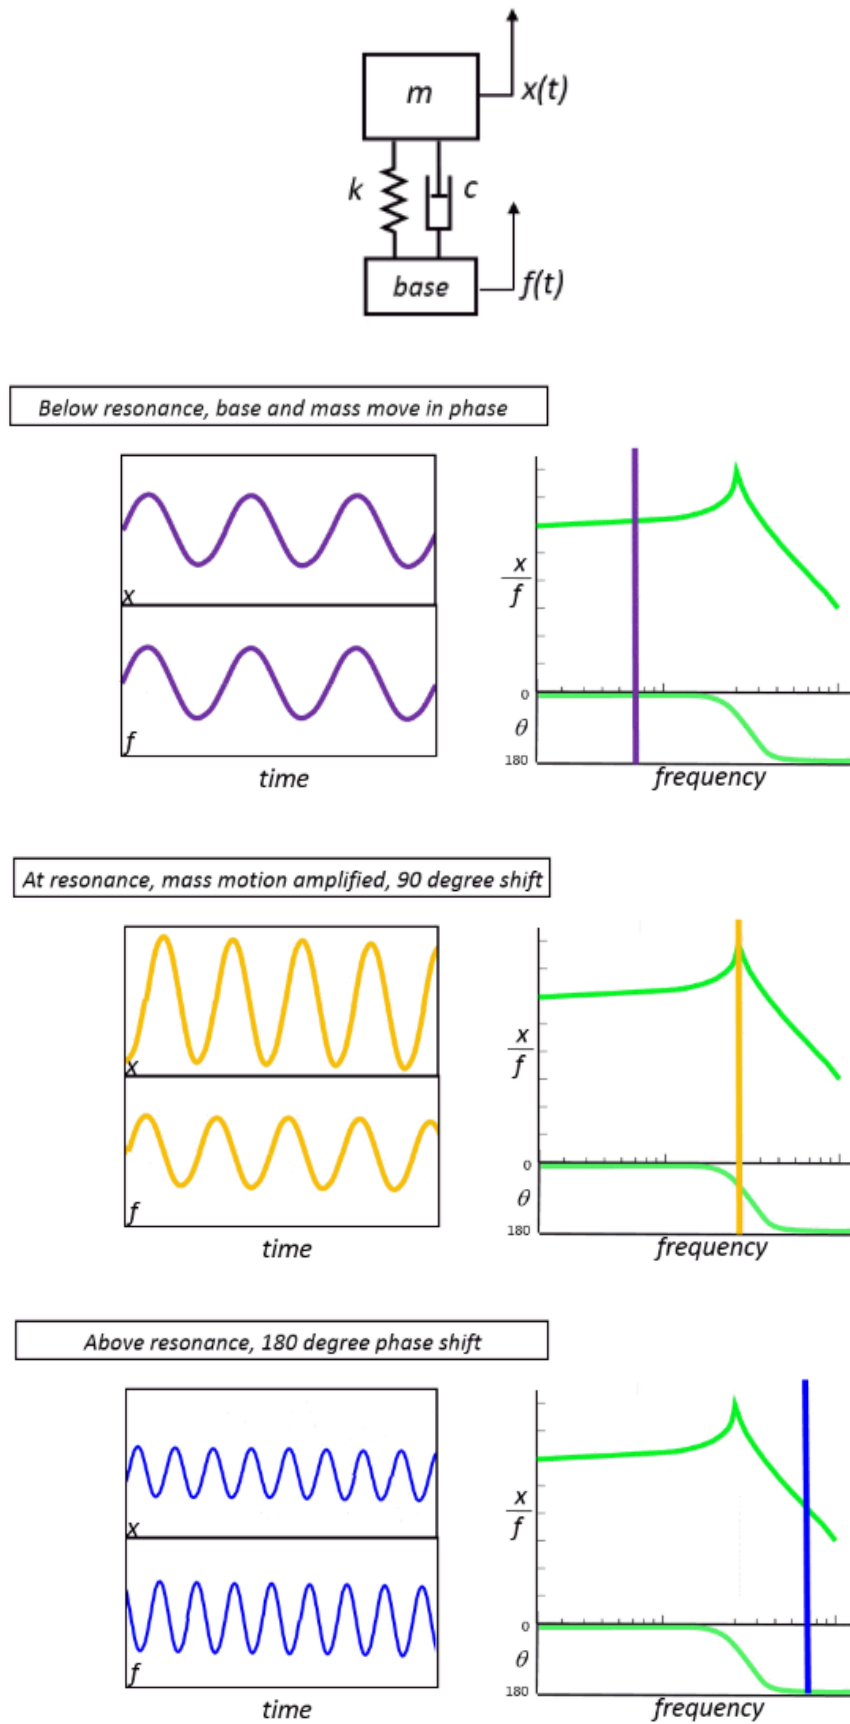 m
x(t)
k
c
base
f(t)
Below resonance, base and mass move in phase
x
f
time
x
f
0
θ
180
frequency
At resonance, mass motion amplified, 90 degree shift
x
f
time
x
f
0
θ
180
frequency
Above resonance, 180 degree phase shift
x
f
time
x
f
0
θ
180
frequency